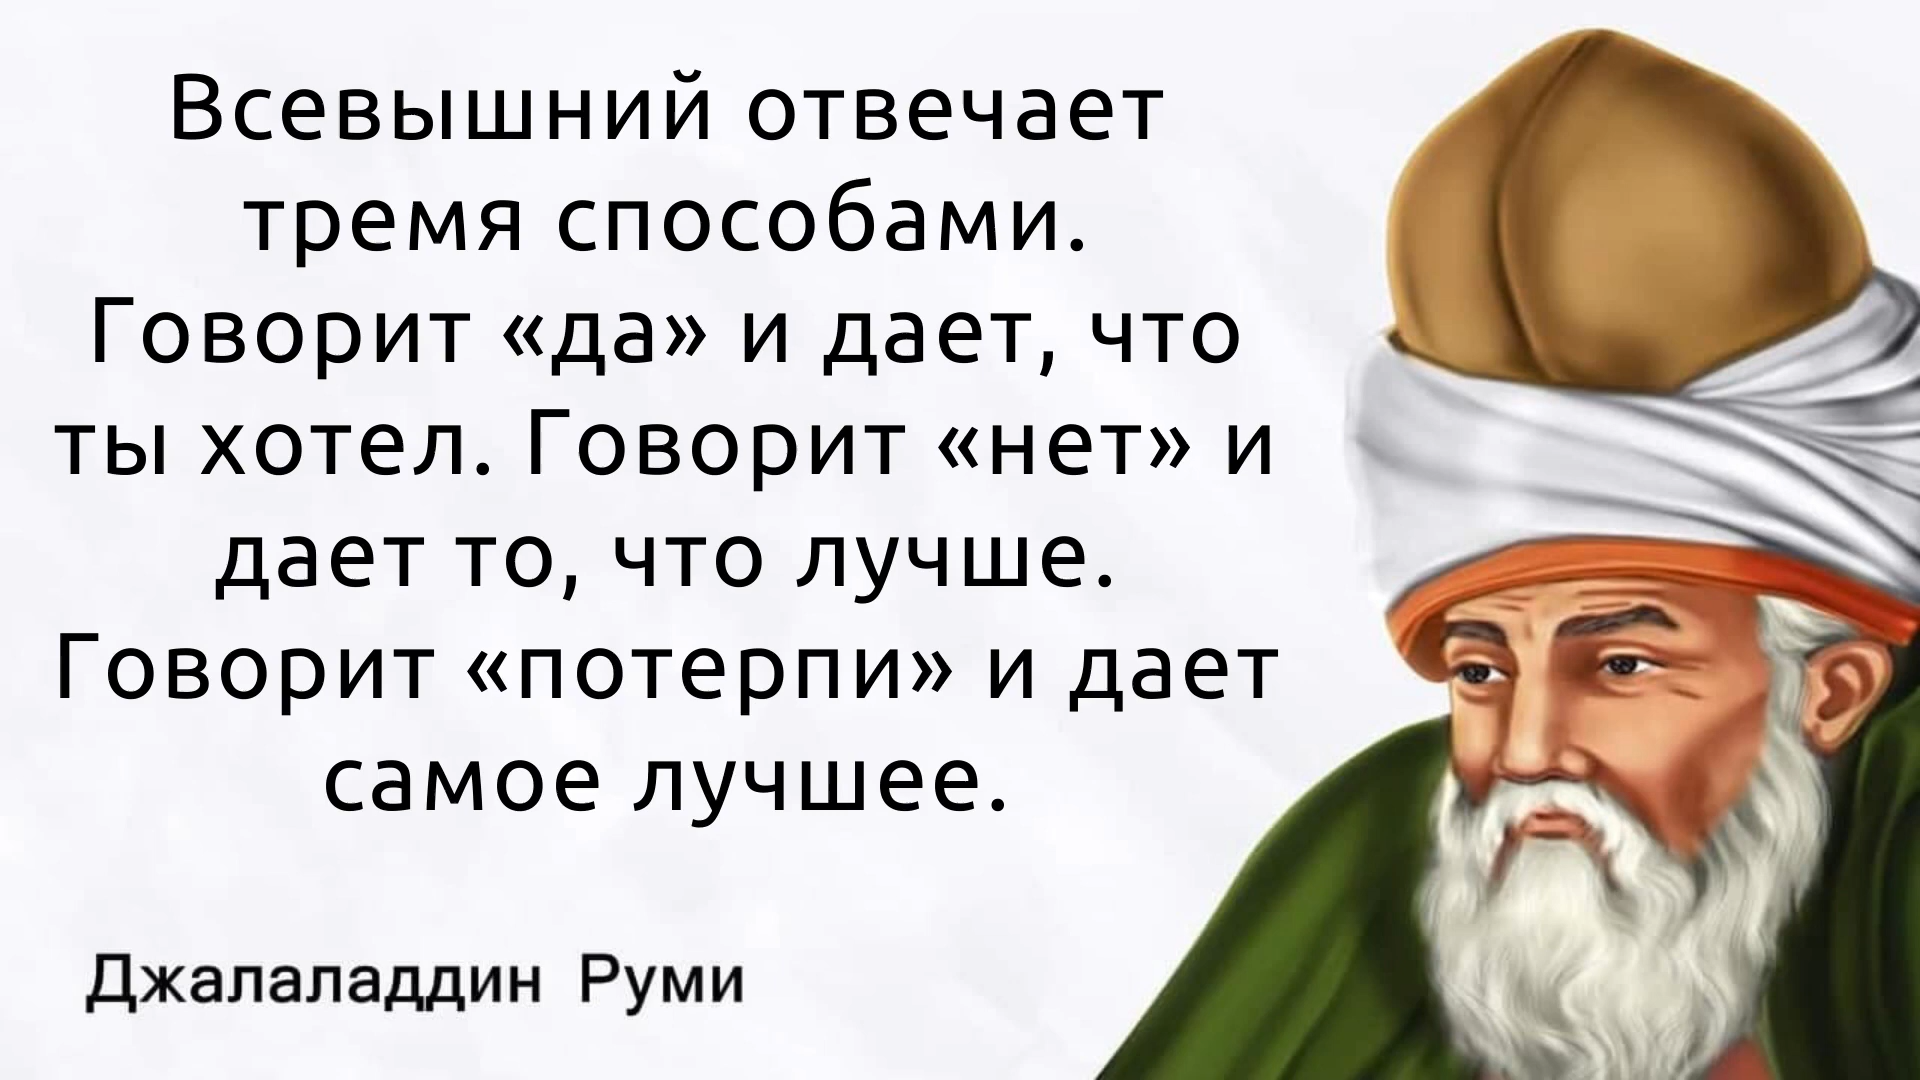 Всевышний отвечает
тремя способами.
Говорит «да» и дает, что
ты хотел. Говорит «нет» и
дает то, что лучше.
Говорит «потерпи» и дает
самое лучшее.
Джалаладдин Руми